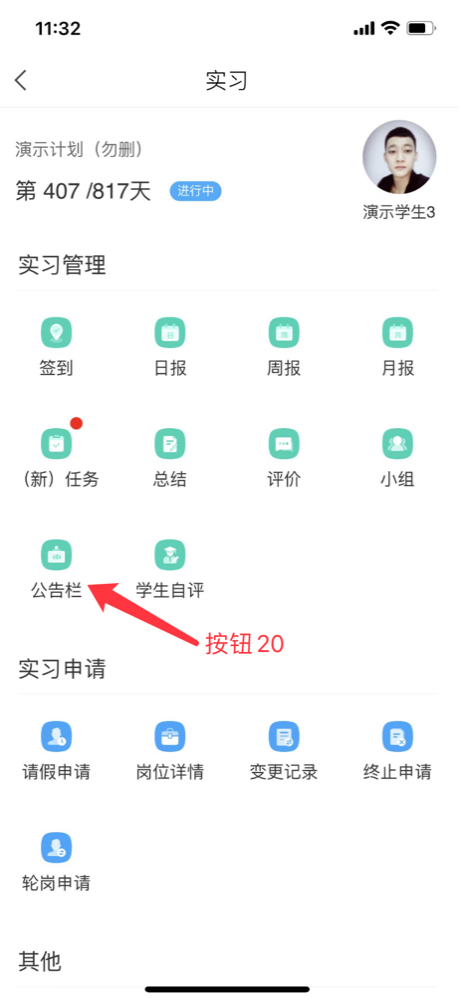 11:32
实习
演示计划（勿删）
第 407 /817天 进行中
演示学生3
实习管理
签到 日报 周报 月报
（新）任务 总结 评价 小组
公告栏 学生自评
按钮20
实习申请
请假申请 岗位详情 变更记录 终止申请
轮岗申请
其他